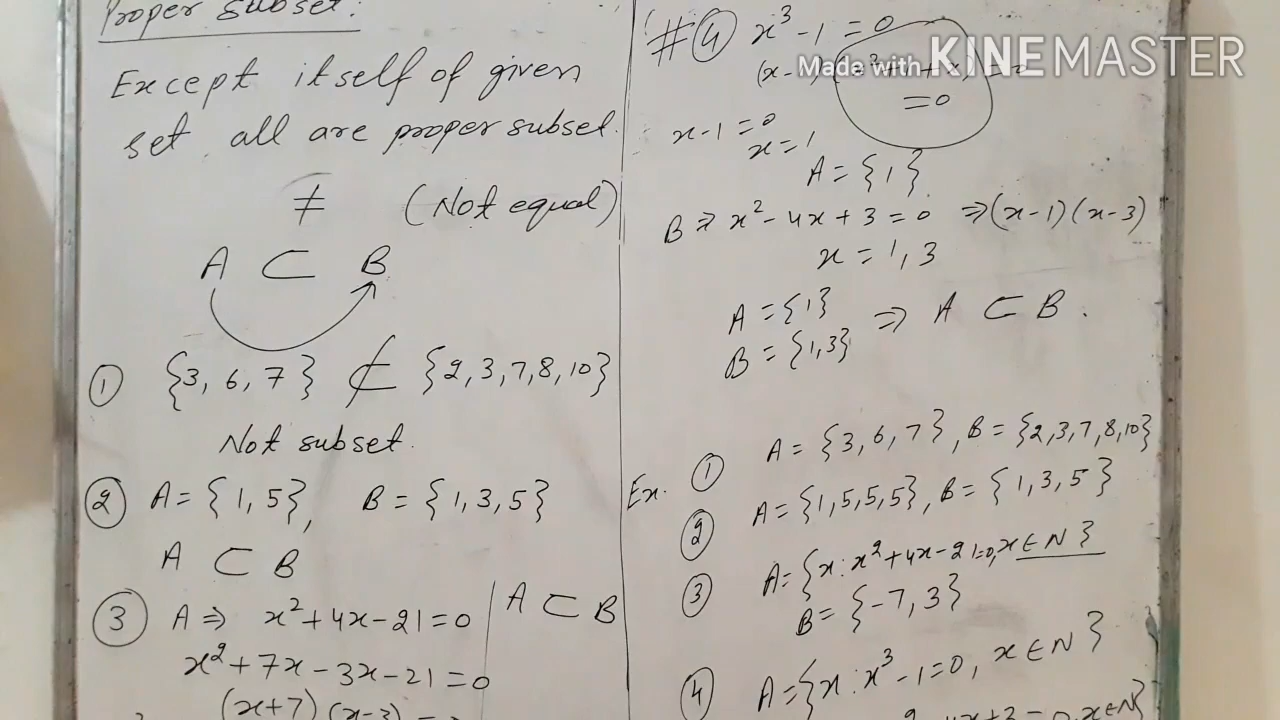 Proper subset:
Except itself of given
set all are proper subset.
≠ (Not equal)
A ⊂ B
① {3, 6, 7} ⊄ {2,3,7,8,10}
Not subset.
② A = {1,5}, B = {1,3,5}
A ⊂ B
③ A ⇒ x²+4x-21=0 | A ⊂ B
x²+7x-3x-21=0
(x+7)(x-3)
#④ x³-1=0
(x-
=0
x-1=0
x=1
A={1}.
B ⇒ x²-4x+3=0 ⇒(x-1)(x-3)
x = 1,3
A={1}
⇒ A ⊂ B.
B={1,3}
Ex. ① A={3,6,7}, B={2,3,7,8,10}
② A={1,5,5,5}, B={1,3,5}
③ A={x:x²+4x-21=0,x∈N}
B={-7,3}
④ A={x:x³-1=0, x∈N}
Made with KINEMASTER